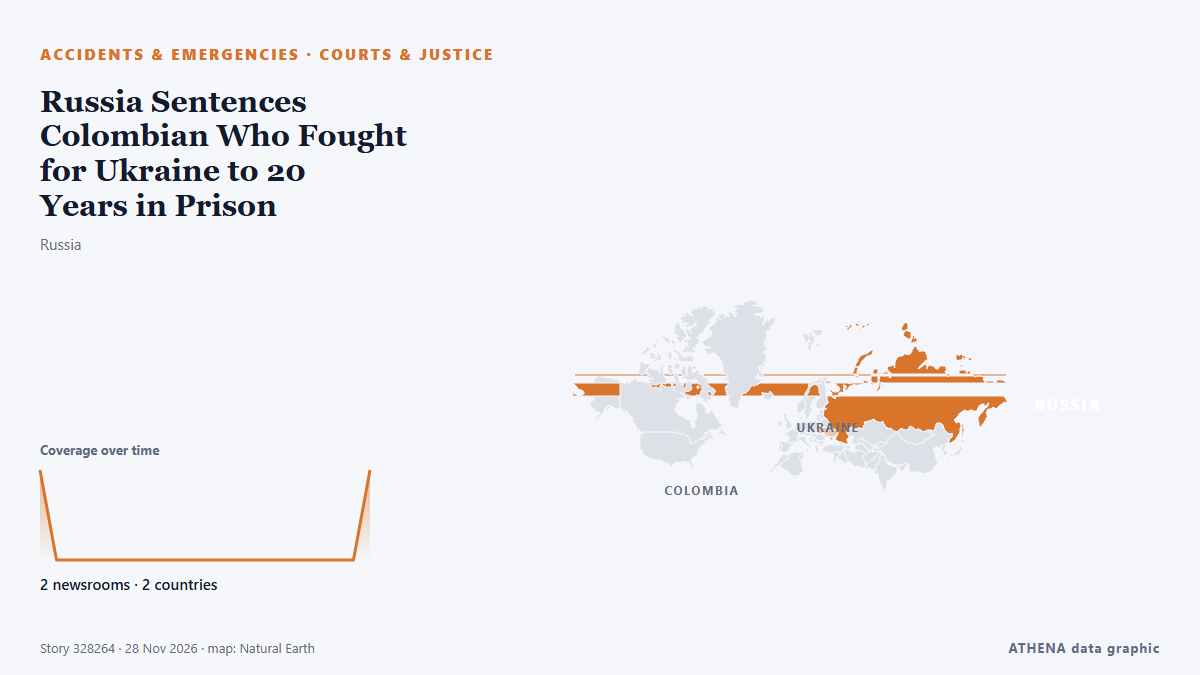 ACCIDENTS & EMERGENCIES · COURTS & JUSTICE
Russia Sentences
Colombian Who Fought
for Ukraine to 20
Years in Prison
Russia
RUSSIA
UKRAINE
COLOMBIA
Coverage over time
2 newsrooms · 2 countries
Story 328264 · 28 Nov 2026 · map: Natural Earth
ATHENA data graphic